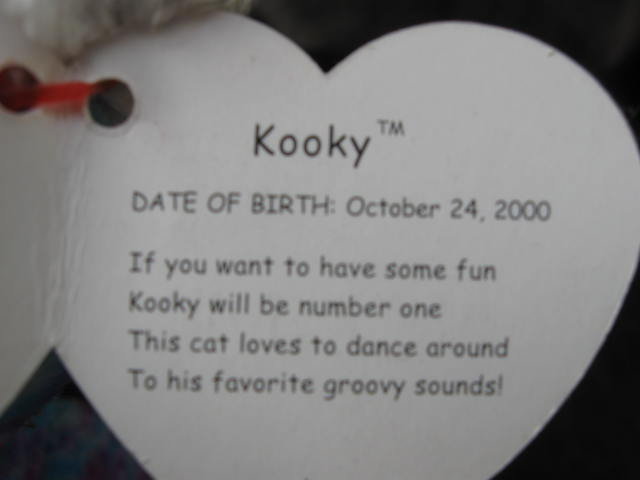 Kooky™
DATE OF BIRTH: October 24, 2000
If you want to have some fun
Kooky will be number one
This cat loves to dance around
To his favorite groovy sounds!